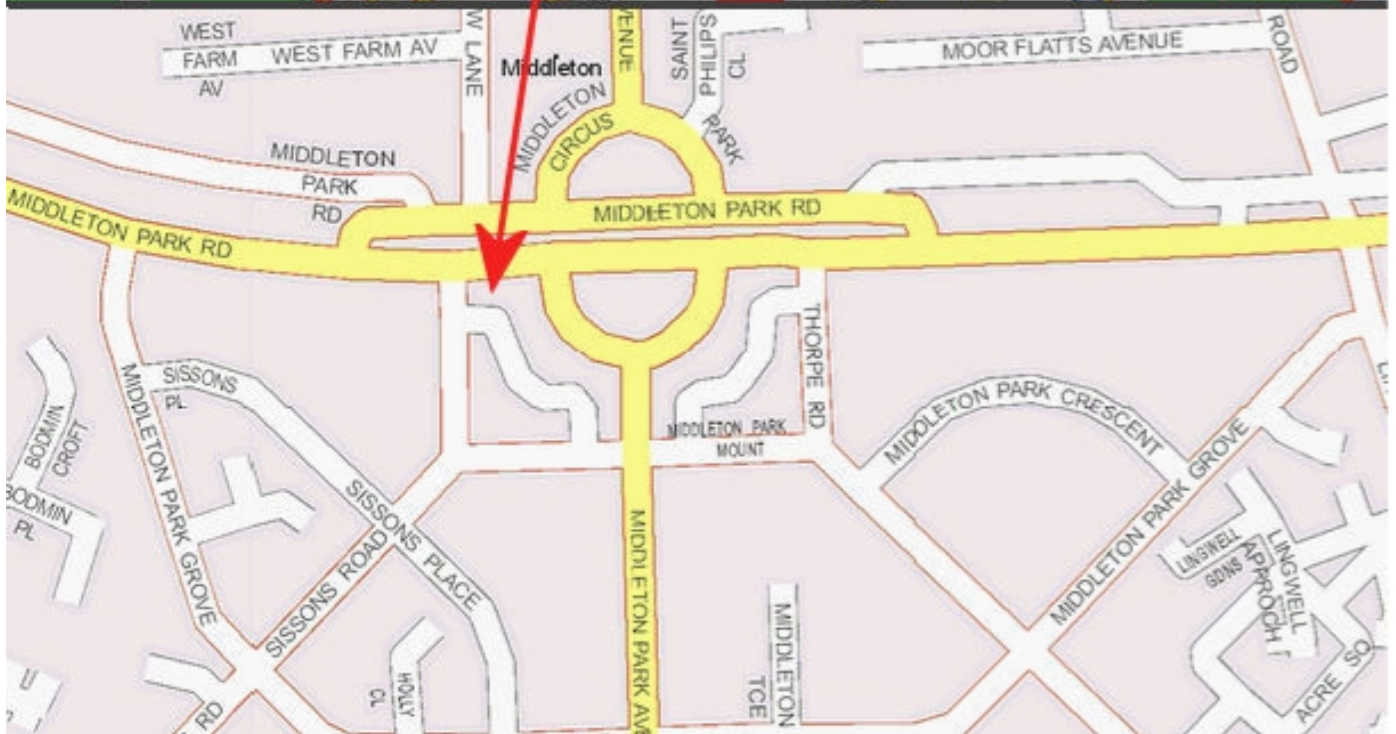 WEST
FARM
AV
WEST FARM AV
W LANE
Middleton
VENUE
SAINT
PHILIPS
CL
MOOR FLATTS AVENUE
ROAD
MIDDLETON
CIRCUS
PARK
MIDDLETON
PARK
RD
MIDDLETON PARK RD
MIDDLETON PARK RD
THORPE RD
SISSONS
PL
MIDDLETON PARK GROVE
BODMIN
CROFT
BODMIN
PL
MIDDLETON PARK
MOUNT
MIDDLETON PARK CRESCENT
MIDDLETON PARK GROVE
SISSONS PLACE
SISSONS ROAD
MIDDLETON PARK AVE
LINGWELL
GDNS
LINGWELL
APPROCH
MIDDLETON
TCE
HOLLY
CL
RD
ACRE SQ